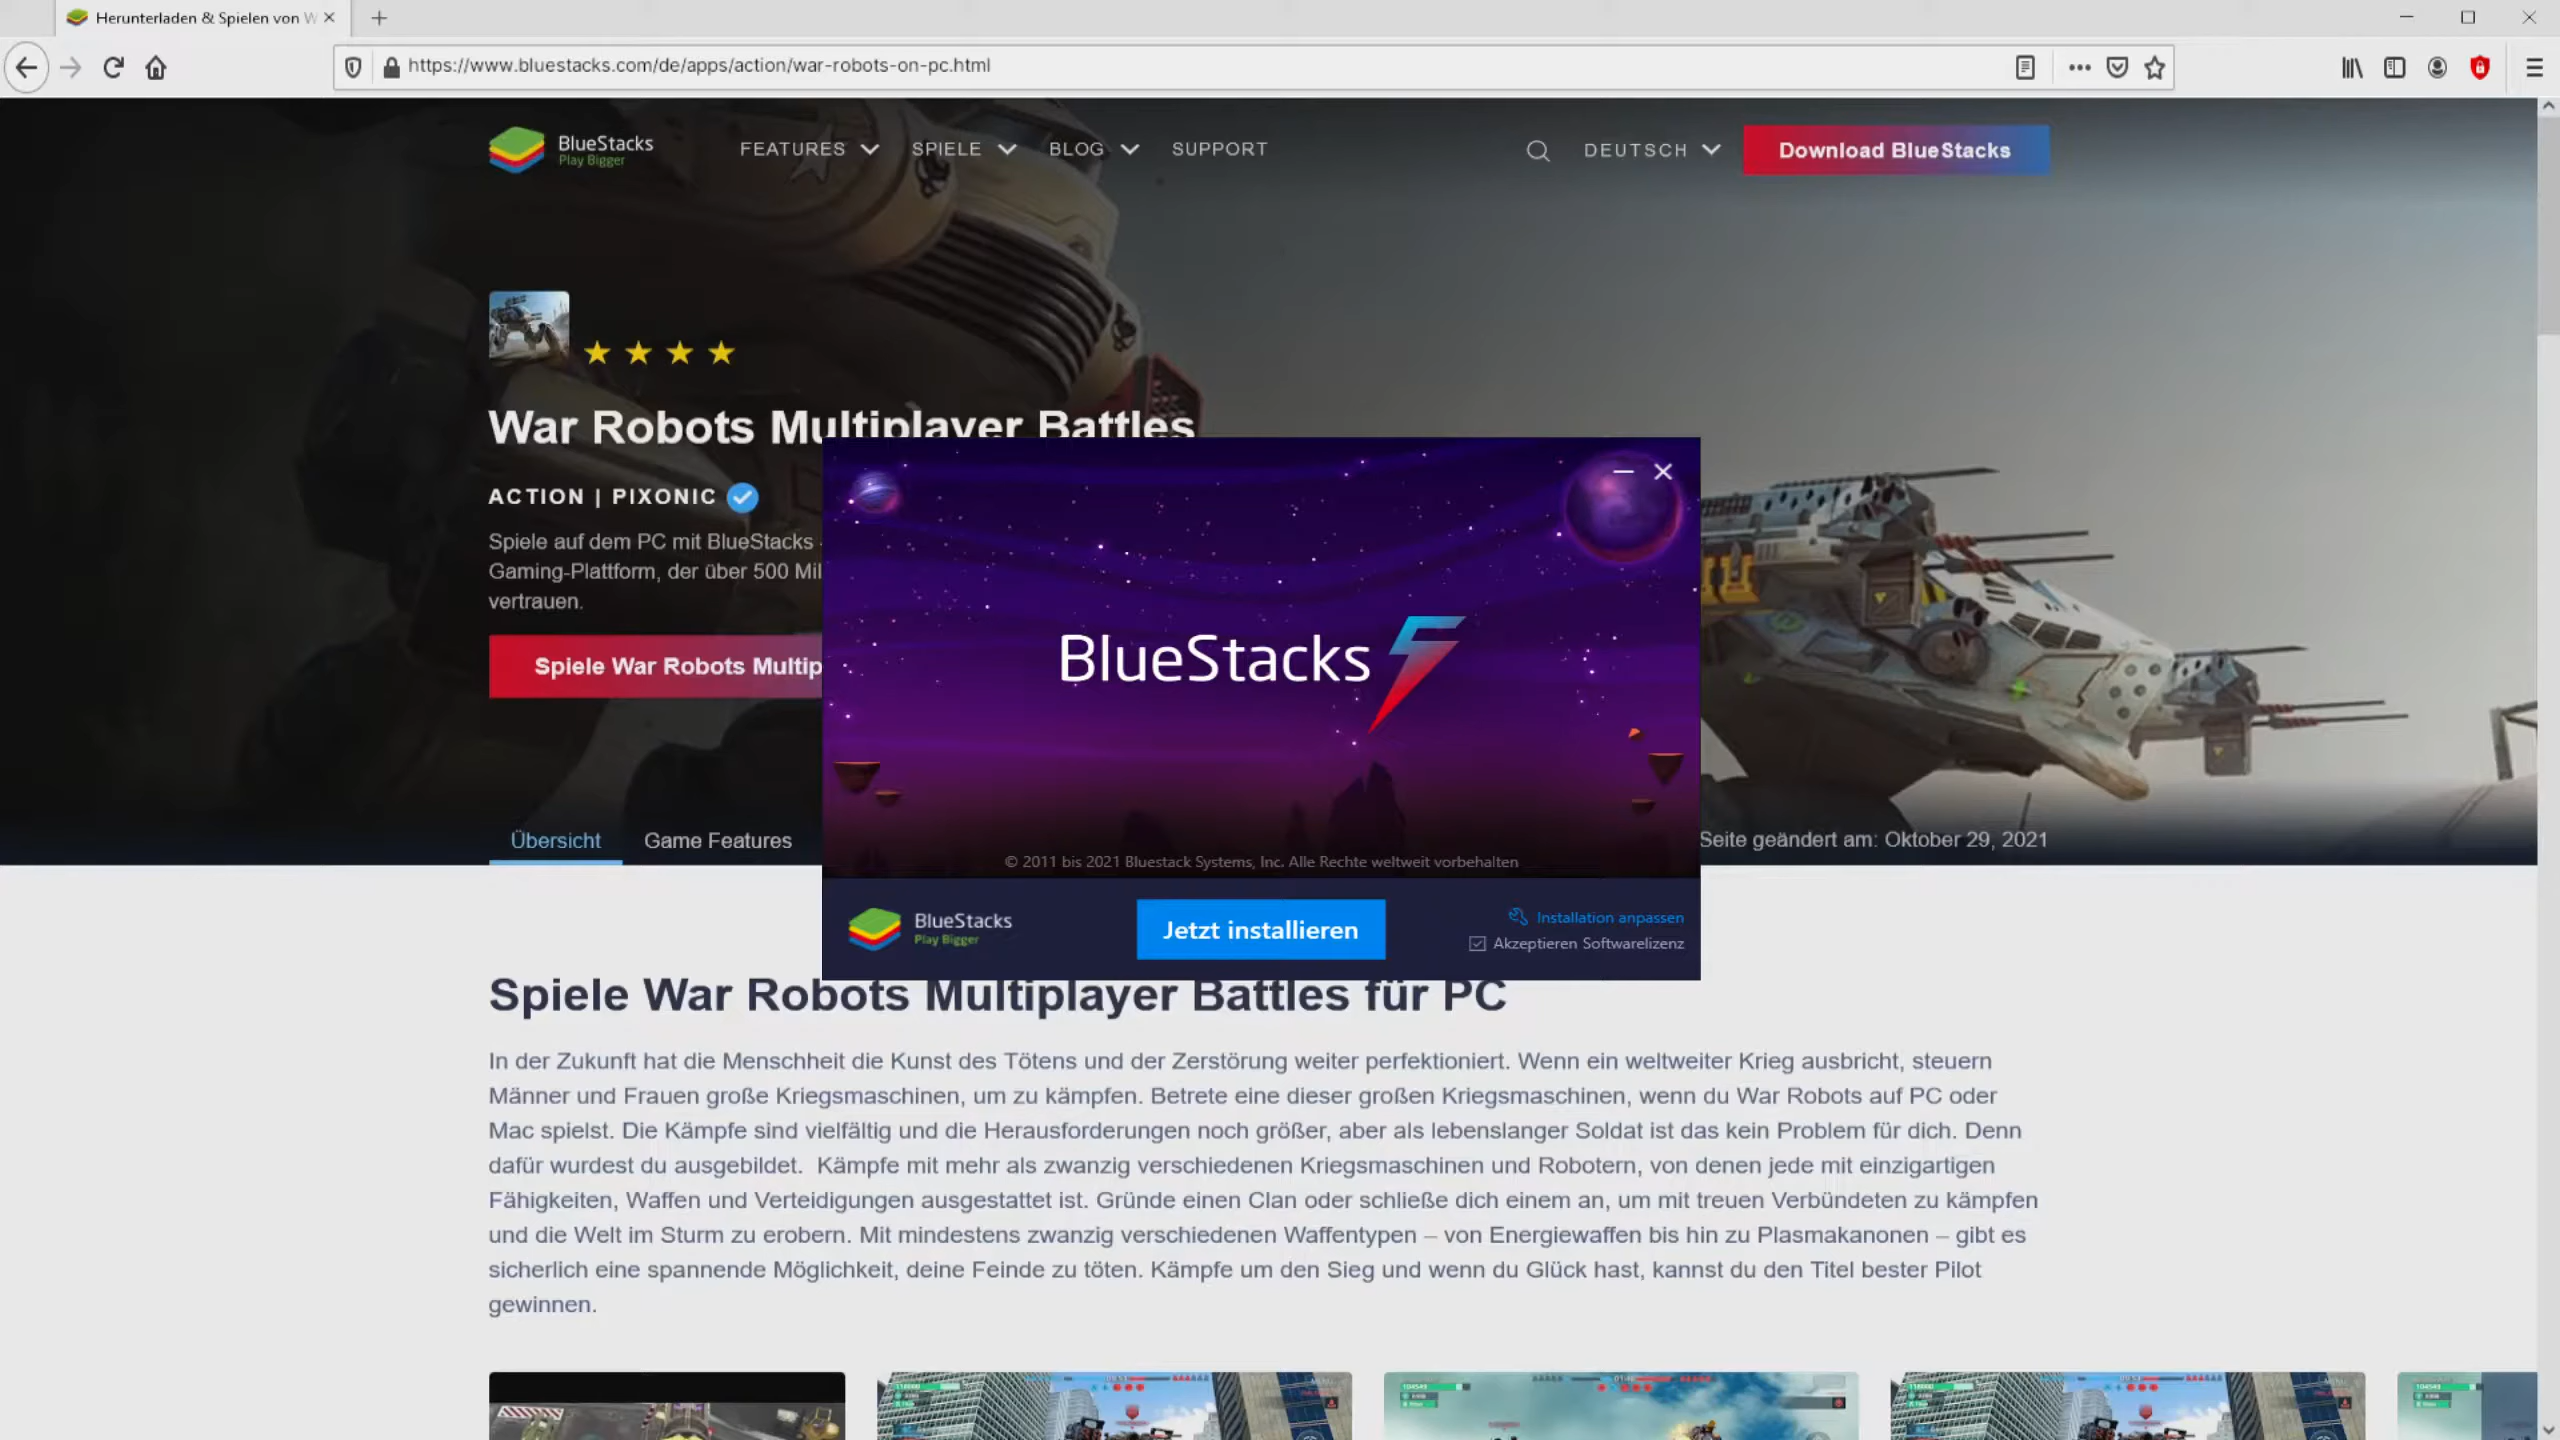 Herunterladen & Spielen von W
https://www.bluestacks.com/de/apps/action/war-robots-on-pc.html
BlueStacks
Play Bigger
FEATURES
SPIELE
BLOG
SUPPORT
DEUTSCH
Download BlueStacks
War Robots Multiplayer Battles
ACTION | PIXONIC
Spiele auf dem PC mit BlueStacks
Gaming-Plattform, der über 500 Mil
vertrauen.
Spiele War Robots Multip
BlueStacks 5
© 2011 bis 2021 Bluestack Systems, Inc. Alle Rechte weltweit vorbehalten
BlueStacks
Play Bigger
Jetzt installieren
Installation anpassen
Akzeptieren Softwarelizenz
Übersicht
Game Features
Seite geändert am: Oktober 29, 2021
Spiele War Robots Multiplayer Battles für PC
In der Zukunft hat die Menschheit die Kunst des Tötens und der Zerstörung weiter perfektioniert. Wenn ein weltweiter Krieg ausbricht, steuern
Männer und Frauen große Kriegsmaschinen, um zu kämpfen. Betrete eine dieser großen Kriegsmaschinen, wenn du War Robots auf PC oder
Mac spielst. Die Kämpfe sind vielfältig und die Herausforderungen noch größer, aber als lebenslanger Soldat ist das kein Problem für dich. Denn
dafür wurdest du ausgebildet.  Kämpfe mit mehr als zwanzig verschiedenen Kriegsmaschinen und Robotern, von denen jede mit einzigartigen
Fähigkeiten, Waffen und Verteidigungen ausgestattet ist. Gründe einen Clan oder schließe dich einem an, um mit treuen Verbündeten zu kämpfen
und die Welt im Sturm zu erobern. Mit mindestens zwanzig verschiedenen Waffentypen – von Energiewaffen bis hin zu Plasmakanonen – gibt es
sicherlich eine spannende Möglichkeit, deine Feinde zu töten. Kämpfe um den Sieg und wenn du Glück hast, kannst du den Titel bester Pilot
gewinnen.